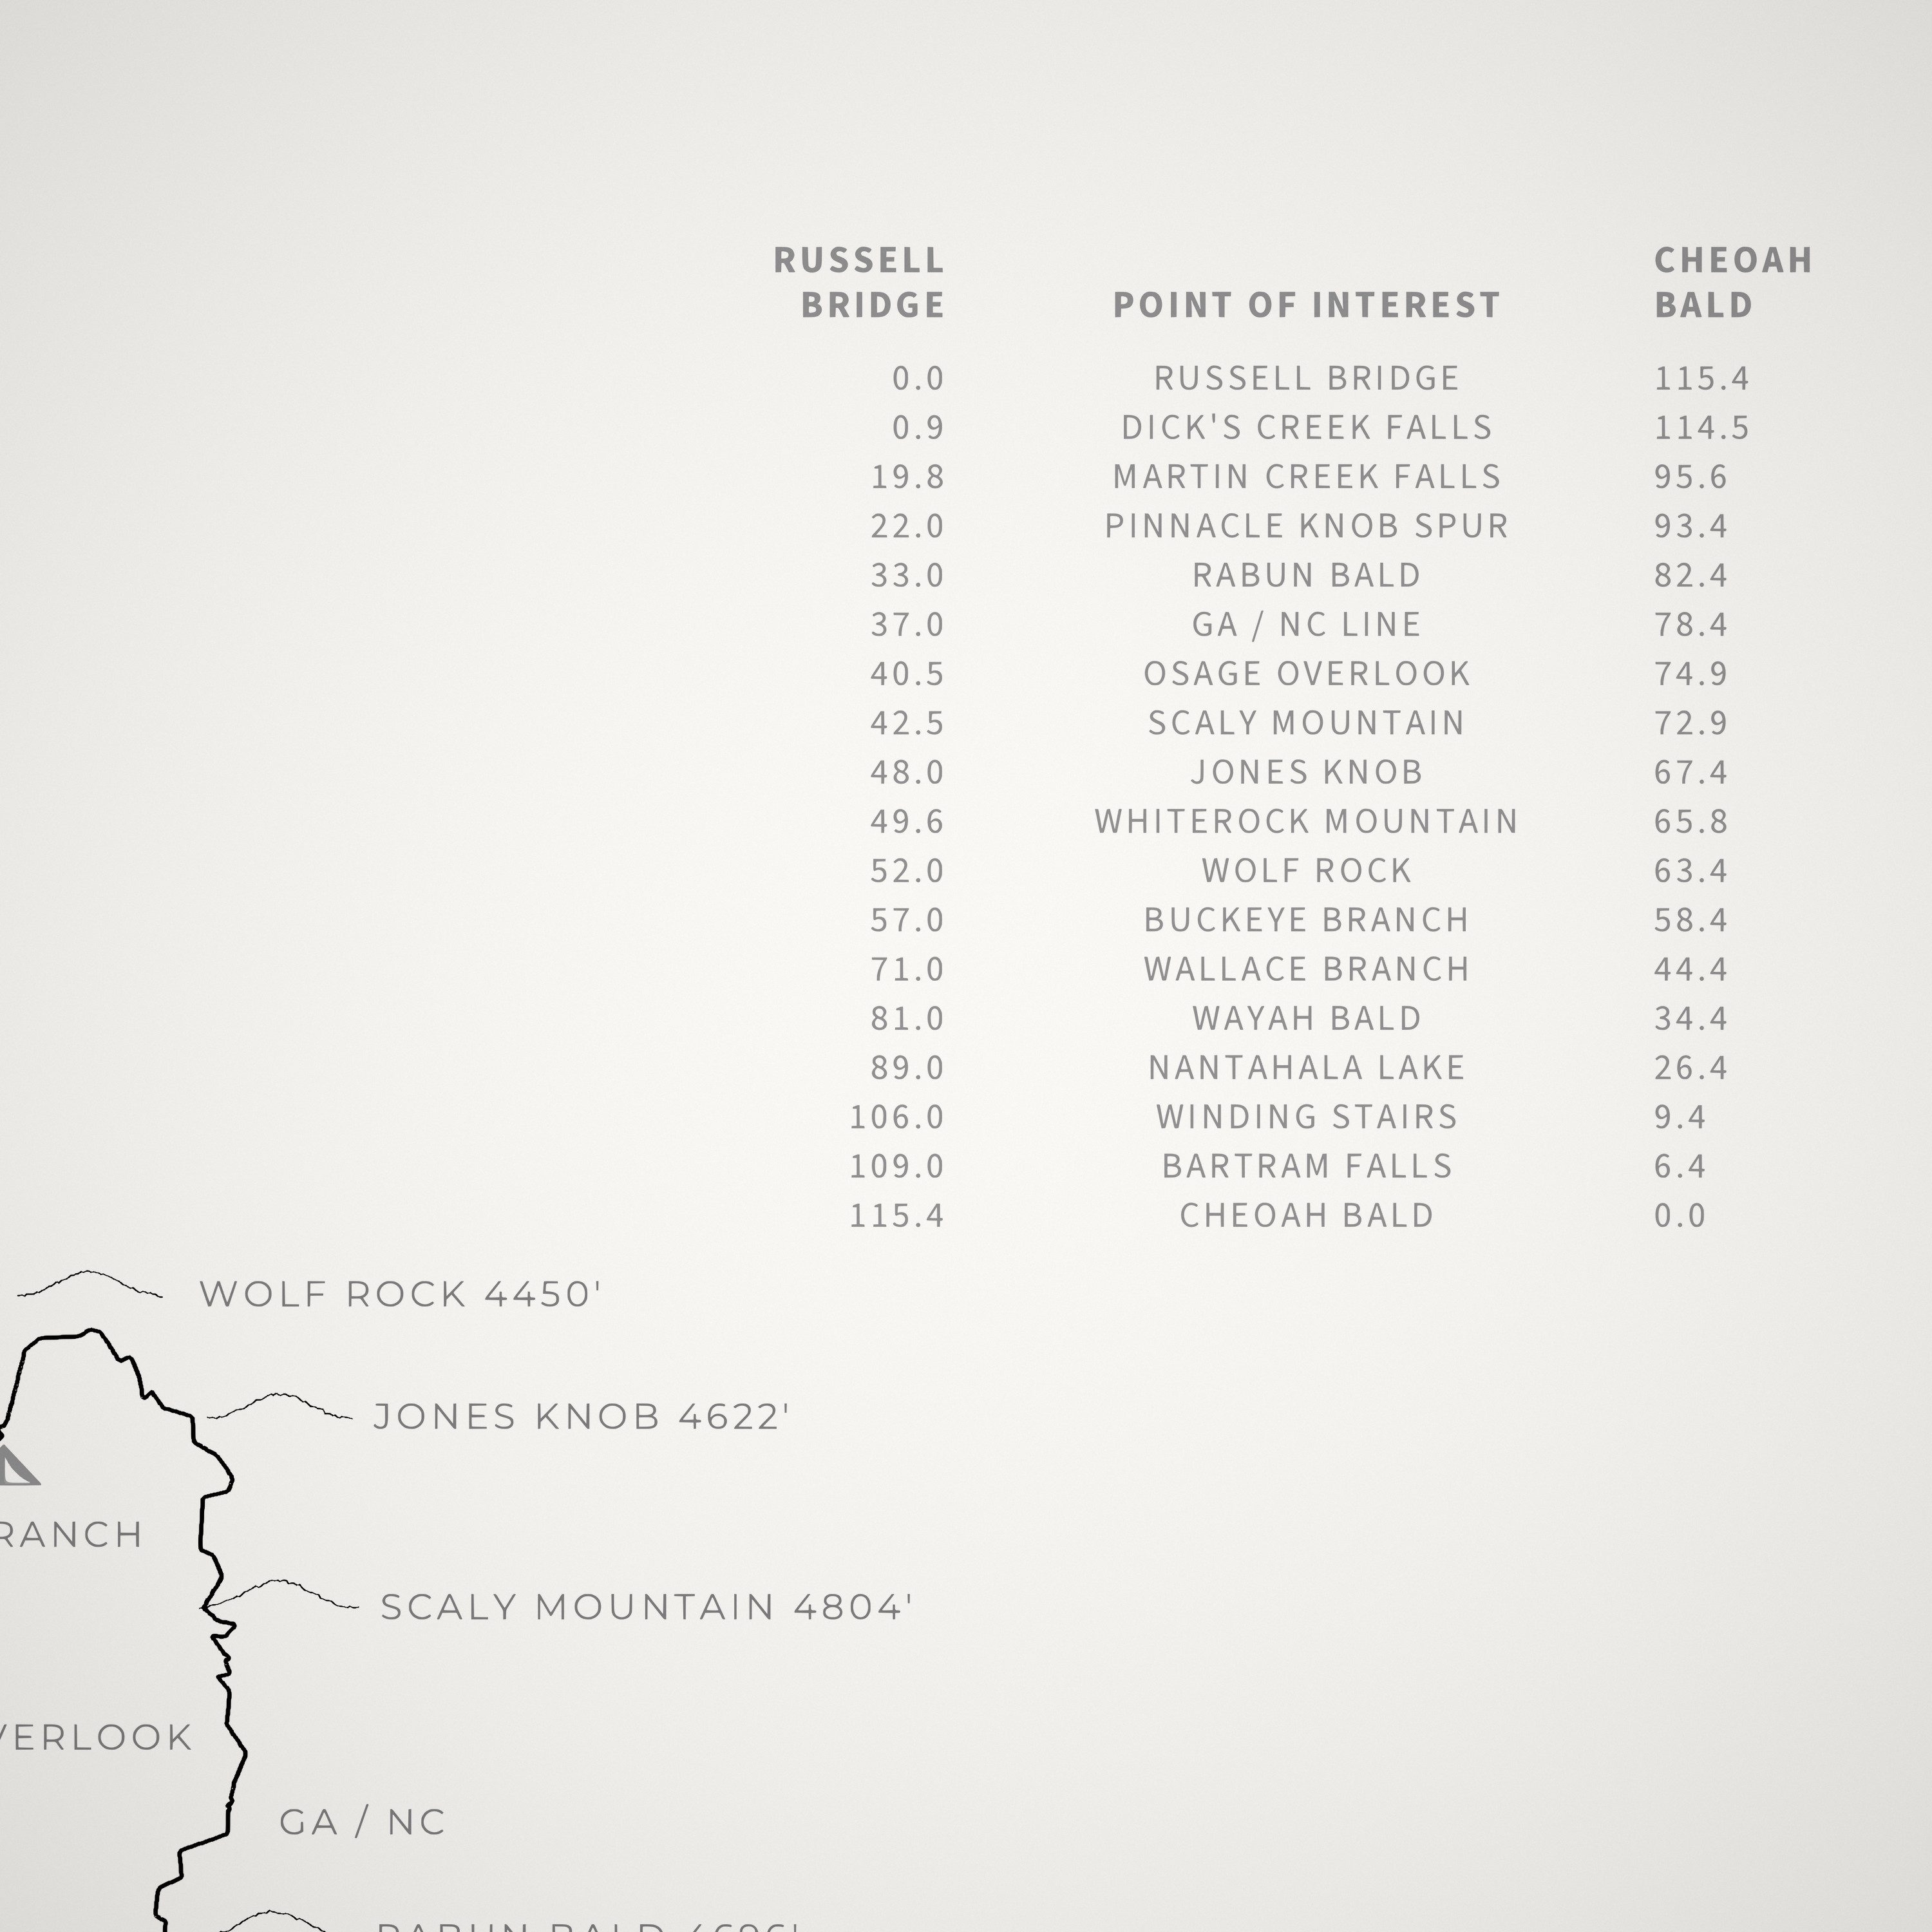 RUSSELL BRIDGE POINT OF INTEREST CHEOAH BALD
0.0 RUSSELL BRIDGE 115.4
0.9 DICK'S CREEK FALLS 114.5
19.8 MARTIN CREEK FALLS 95.6
22.0 PINNACLE KNOB SPUR 93.4
33.0 RABUN BALD 82.4
37.0 GA / NC LINE 78.4
40.5 OSAGE OVERLOOK 74.9
42.5 SCALY MOUNTAIN 72.9
48.0 JONES KNOB 67.4
49.6 WHITEROCK MOUNTAIN 65.8
52.0 WOLF ROCK 63.4
57.0 BUCKEYE BRANCH 58.4
71.0 WALLACE BRANCH 44.4
81.0 WAYAH BALD 34.4
89.0 NANTAHALA LAKE 26.4
106.0 WINDING STAIRS 9.4
109.0 BARTRAM FALLS 6.4
115.4 CHEOAH BALD 0.0
WOLF ROCK 4450'
JONES KNOB 4622'
RANCH
SCALY MOUNTAIN 4804'
VERLOOK
GA / NC
RABUN BALD